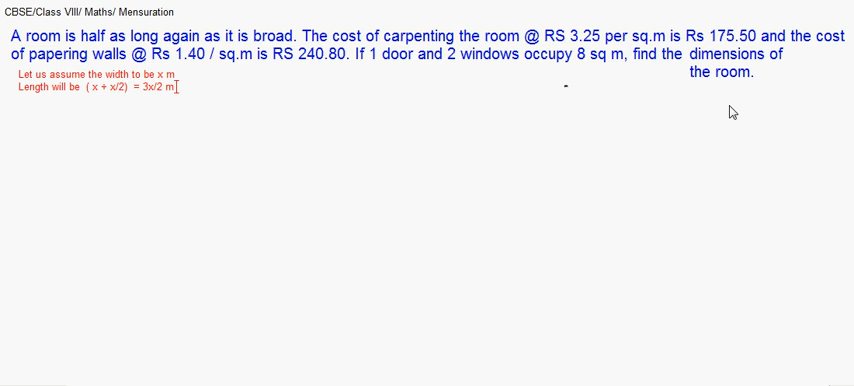 CBSE/Class VIII/ Maths/ Mensuration
A room is half as long again as it is broad. The cost of carpenting the room @ RS 3.25 per sq.m is Rs 175.50 and the cost
of papering walls @ Rs 1.40 / sq.m is RS 240.80. If 1 door and 2 windows occupy 8 sq m, find the dimensions of
the room.
Let us assume the width to be x m
Length will be ( x + x/2) = 3x/2 m